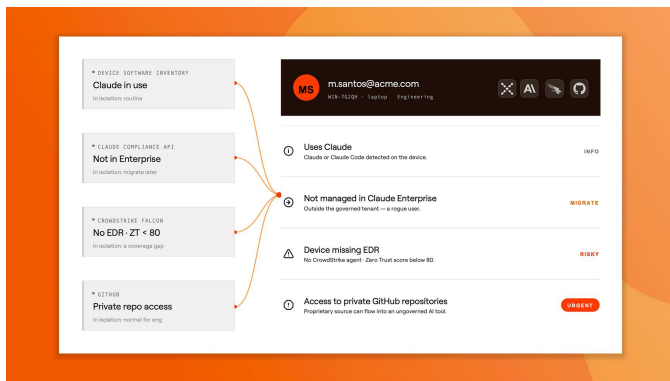 * DEVICE SOFTWARE INVENTORY
Claude in use
In isolation: routine
* CLAUDE COMPLIANCE API
Not in Enterprise
In isolation: migrate later
* CROWDSTRIKE FALCON
No EDR · ZT < 80
In isolation: a coverage gap
* GITHUB
Private repo access
In isolation: normal for eng
MS
m.santos@acme.com
WIN-7G2QH · laptop · Engineering
A\
Uses Claude
Claude or Claude Code detected on the device.
INFO
Not managed in Claude Enterprise
Outside the governed tenant — a rogue user.
MIGRATE
Device missing EDR
No CrowdStrike agent · Zero Trust score below 80.
RISKY
Access to private GitHub repositories
Proprietary source can flow into an ungoverned AI tool.
URGENT